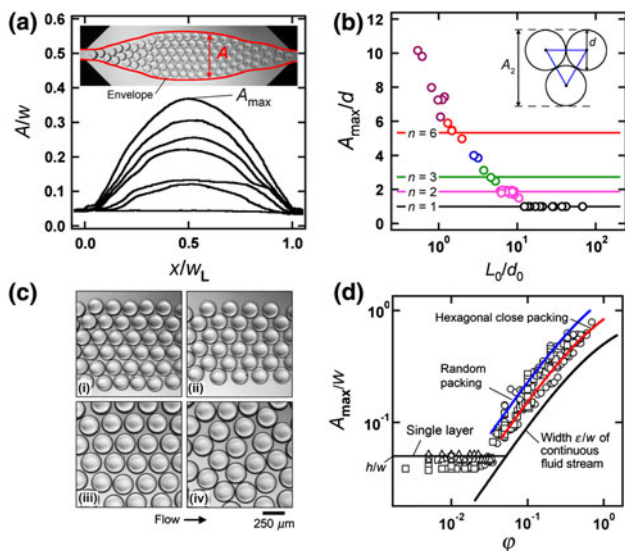 (a)
A
Envelope
A_max
A/w
0.6
0.5
0.4
0.3
0.2
0.1
0.0
0.0 0.5 1.0
x/w_L
(b)
A_max/d
12
10
8
6
4
2
0
A_2
d
n = 6
n = 3
n = 2
n = 1
10^0 10^1 10^2
L_0/d_0
(c)
(i) (ii)
(iii) (iv)
Flow
250 μm
(d)
A_max/w
10^0
10^-1
h/w
Hexagonal close packing
Random
packing
Single layer
Width ε/w of
continuous
fluid stream
10^-2 10^-1 10^0
φ